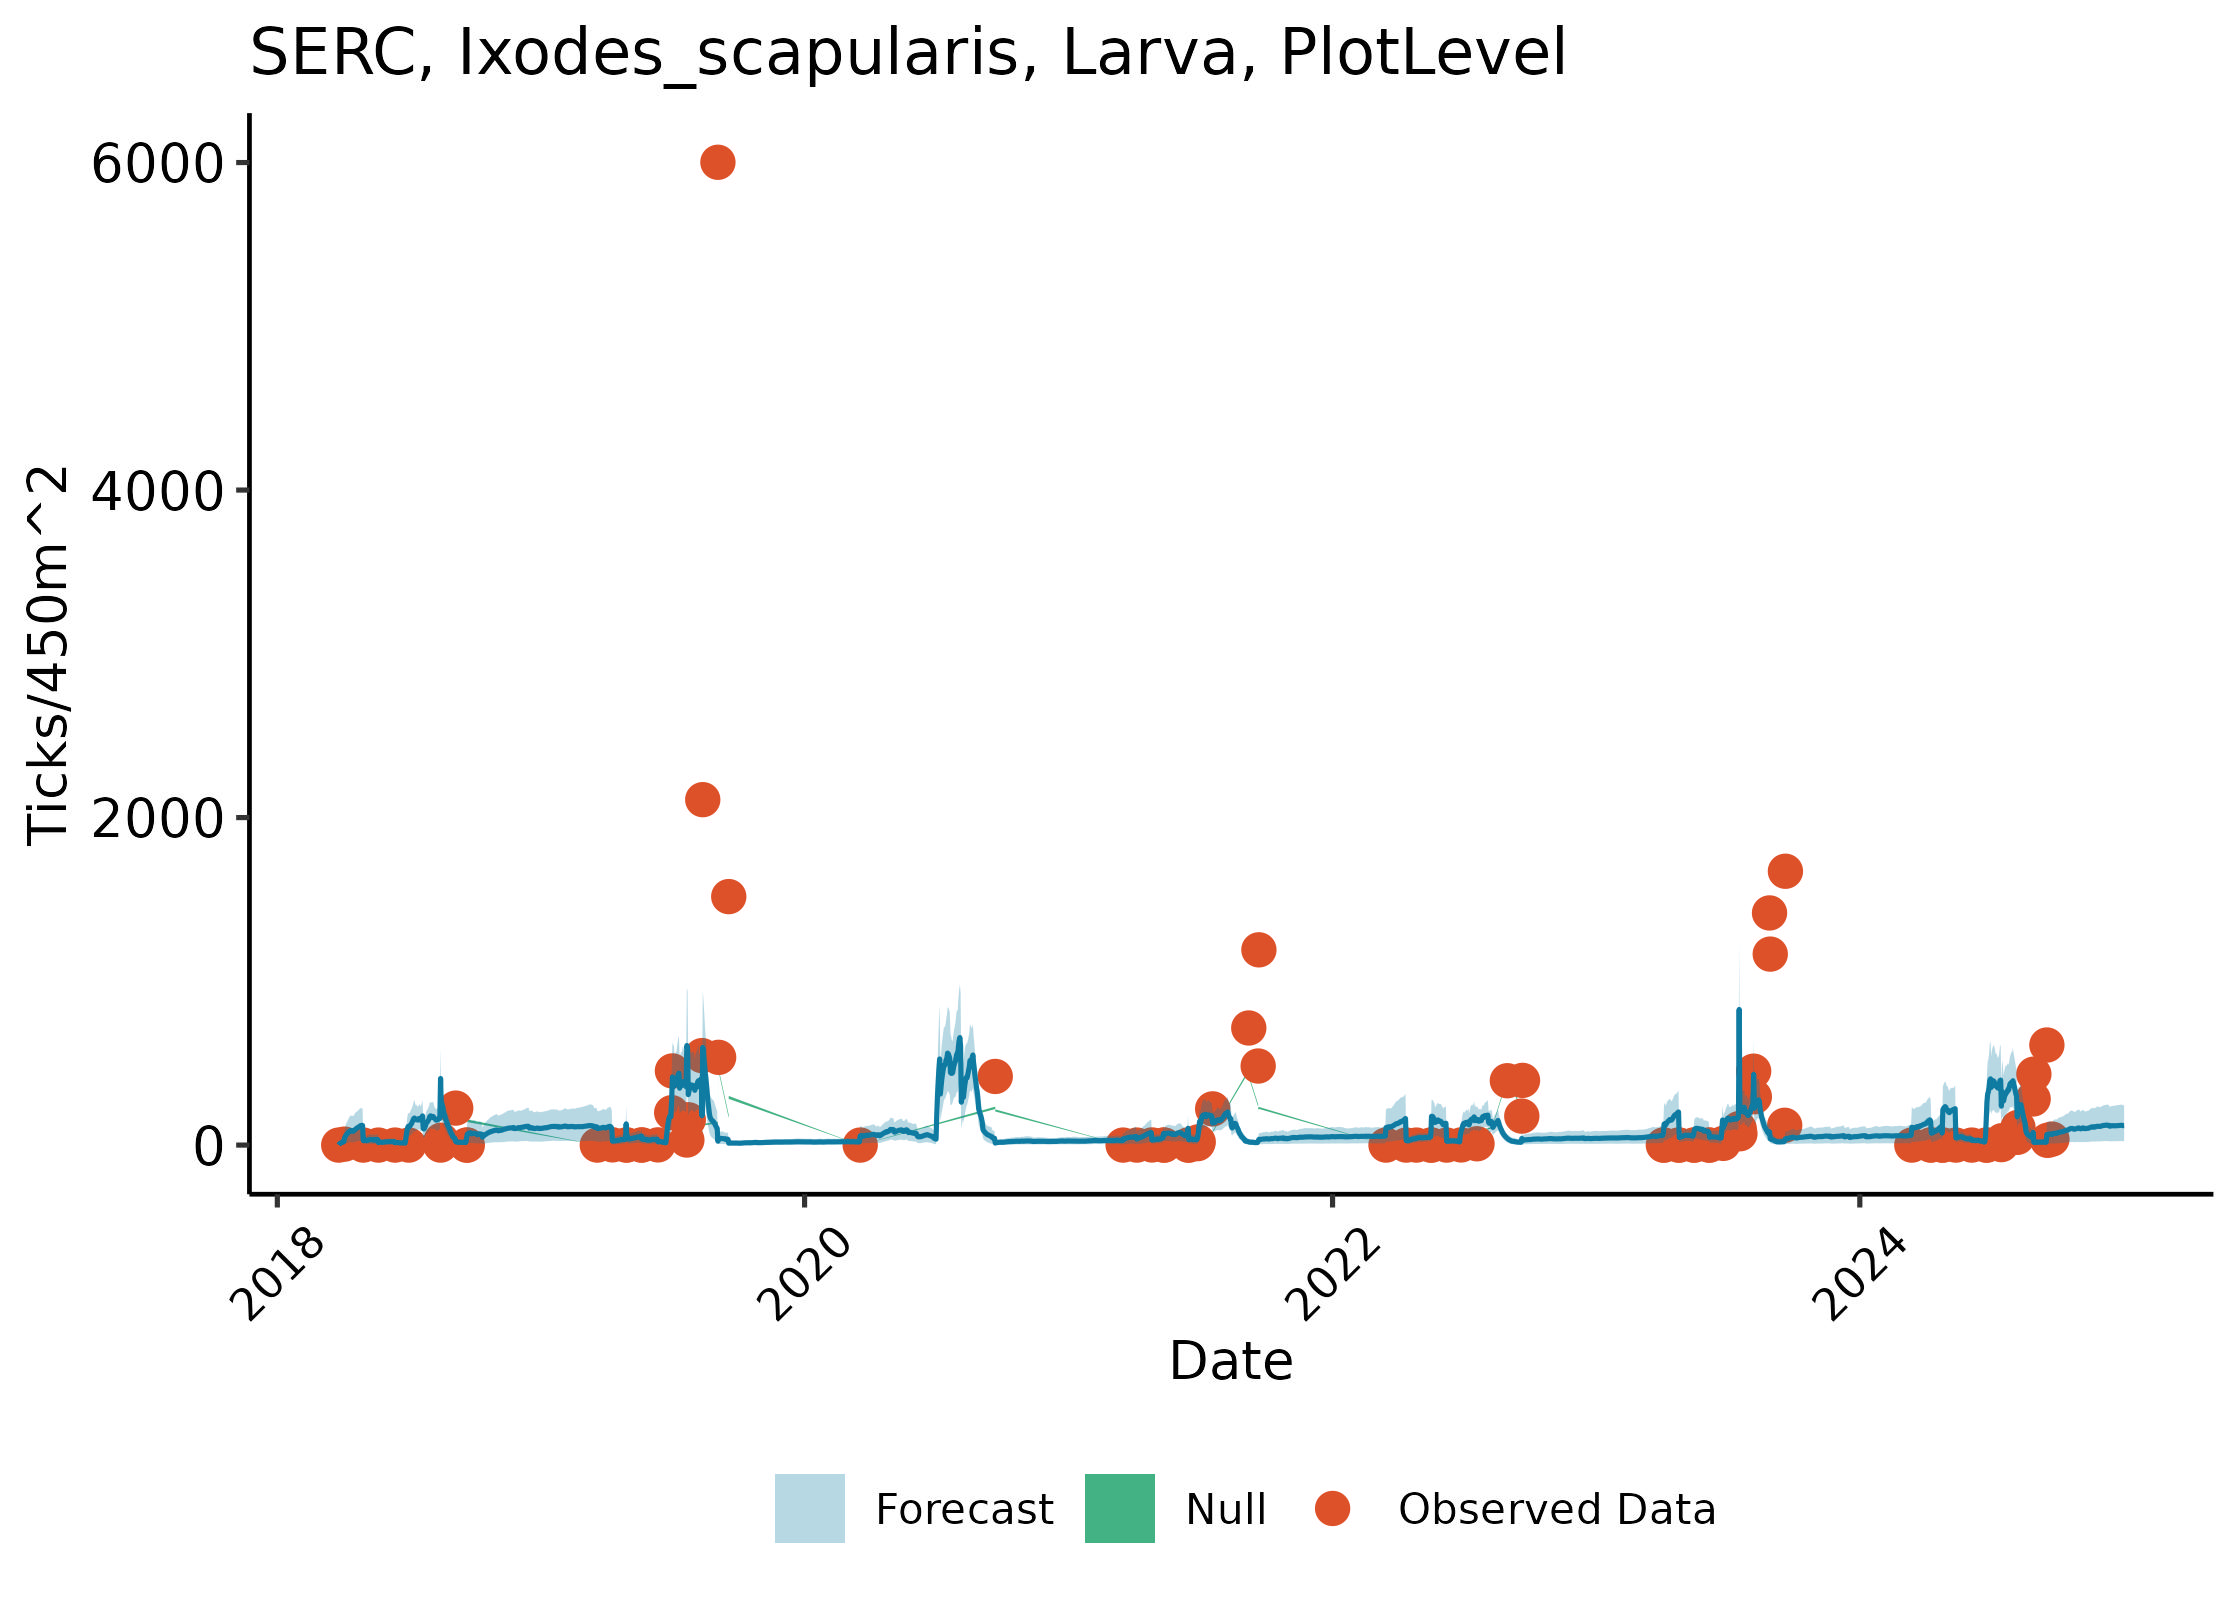 SERC, Ixodes_scapularis, Larva, PlotLevel
6000
4000
2000
0
Ticks/450m^2
2018
2020
2022
2024
Date
Forecast
Null
Observed Data